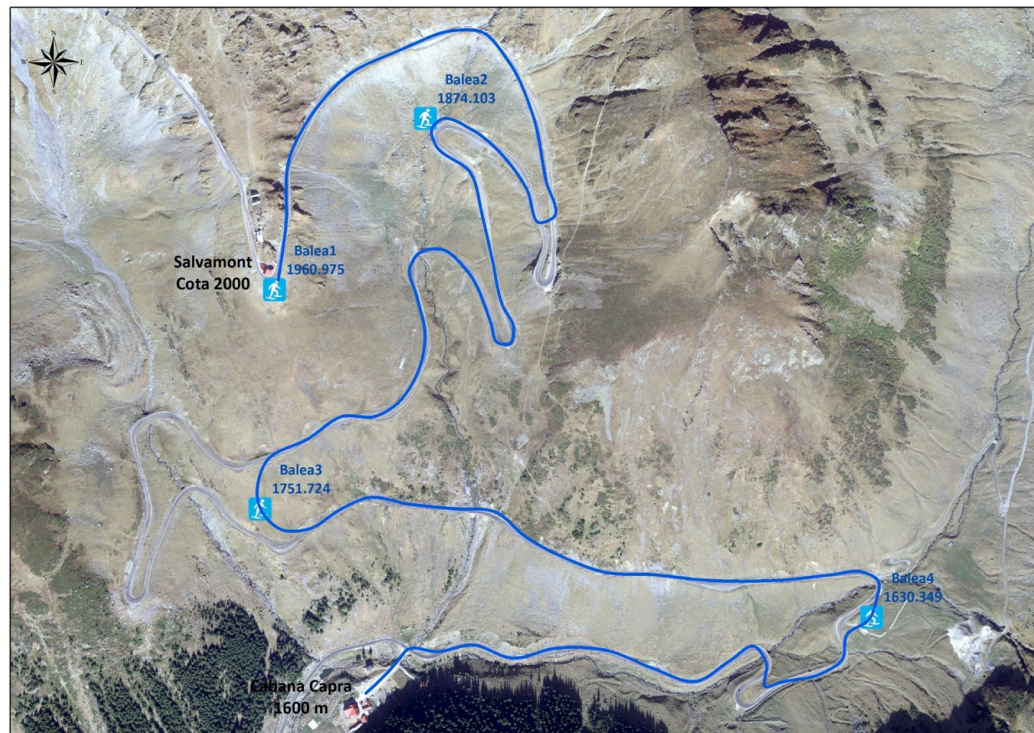 N
W
E
Balea2
1874.103
Salvamont
Cota 2000
Balea1
1960.975
Balea3
1751.724
Balea4
1630.349
Cabana Capra
1600 m